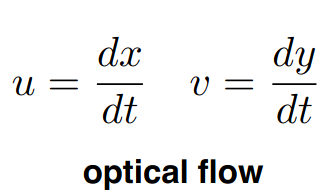 u = dx/dt v = dy/dt
optical flow